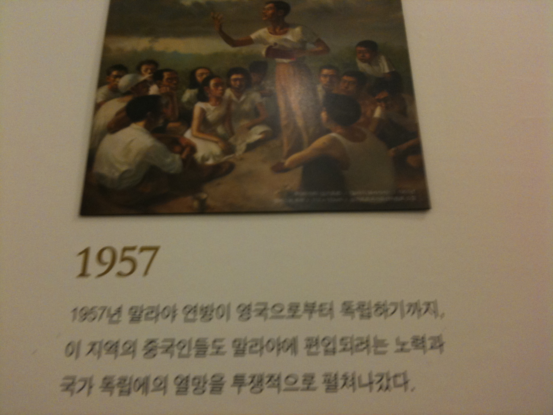 1957
1957년 말라야 연방이 영국으로부터 독립하기까지,
이 지역의 중국인들도 말라야에 편입되려는 노력과
국가 독립에의 열망을 투쟁적으로 펼쳐나갔다.